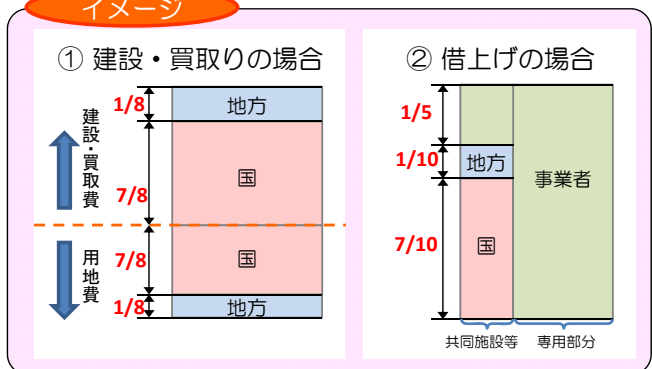 イメージ
① 建設・買取りの場合
建設・買取費
1/8
地方
7/8
国
用地費
7/8
国
1/8
地方
② 借上げの場合
1/5
1/10
地方
事業者
7/10
国
共同施設等
専用部分